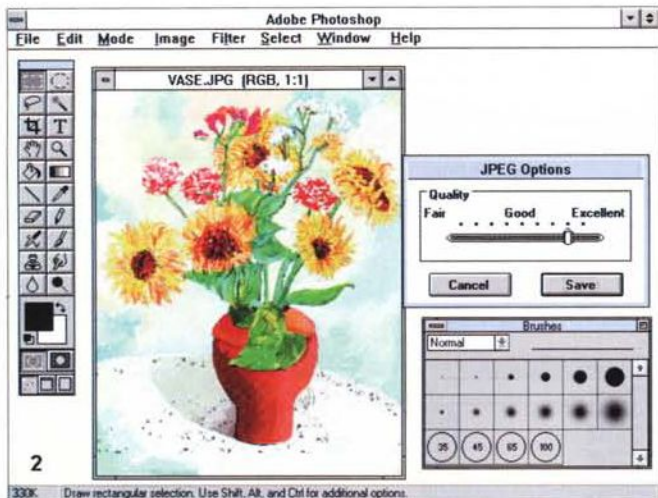 Adobe Photoshop
File Edit Mode Image Filter Select Window Help
VASE.JPG (RGB, 1:1)
T
JPEG Options
Quality
Fair Good Excellent
Cancel Save
Brushes
Normal
35 45 65 100
2
330K Draw rectangular selection. Use Shift, Alt, and Ctrl for additional options.